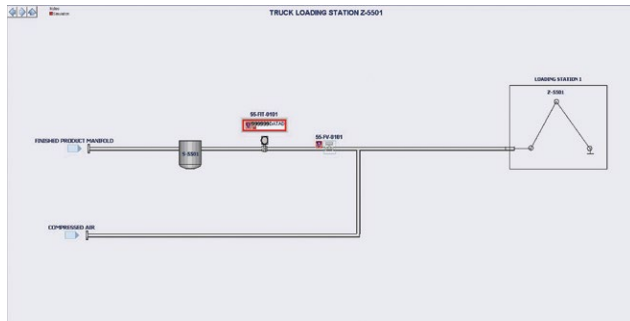 TRUCK LOADING STATION Z-5501
LOADING STATION 1
Z-5501
55-FIT-0101
55-FV-0101
FINISHED PRODUCT MANIFOLD
S-5501
COMPRESSED AIR